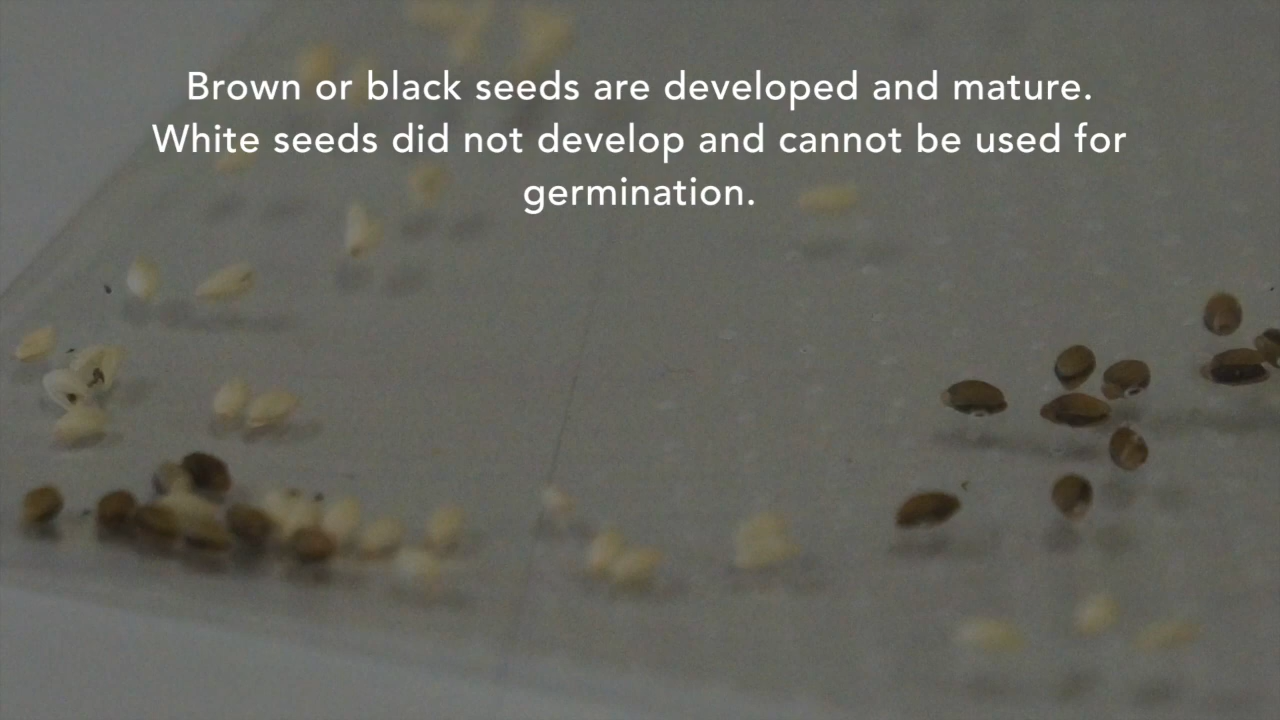 Brown or black seeds are developed and mature.
White seeds did not develop and cannot be used for
germination.